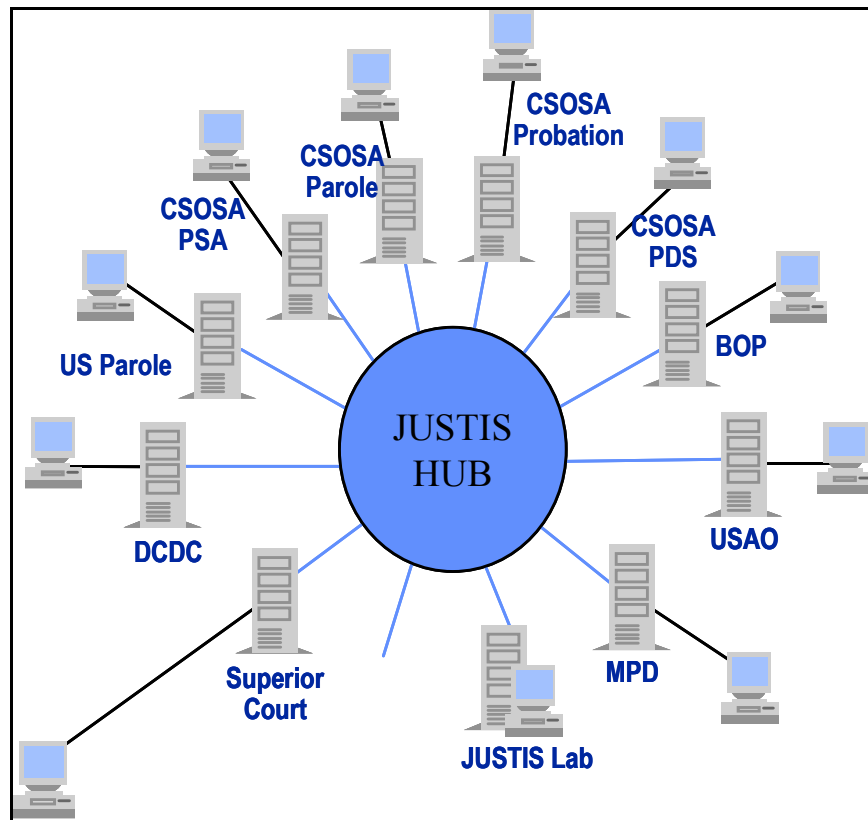 CSOSA
Probation
CSOSA
Parole
CSOSA
PSA
CSOSA
PDS
US Parole
BOP
JUSTIS
HUB
DCDC
USAO
Superior
Court
MPD
JUSTIS Lab